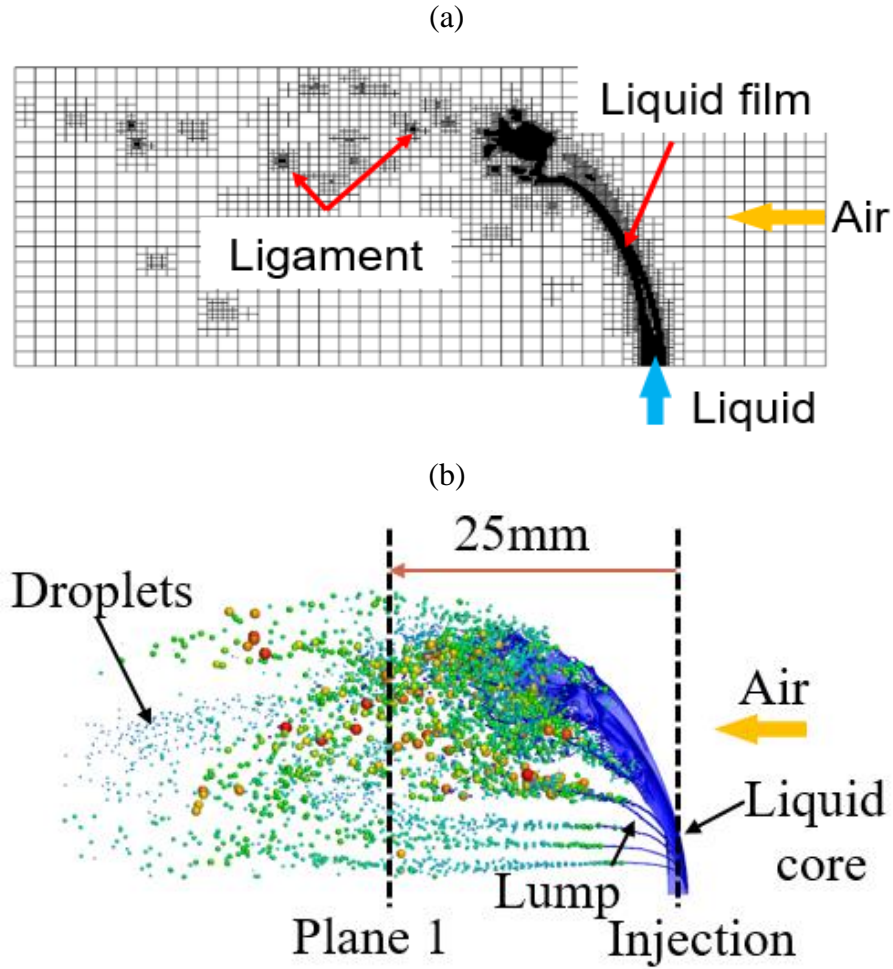 (a)
Liquid film
Air
Ligament
Liquid
(b)
25mm
Droplets
Air
Liquid
core
Lump
Plane 1
Injection